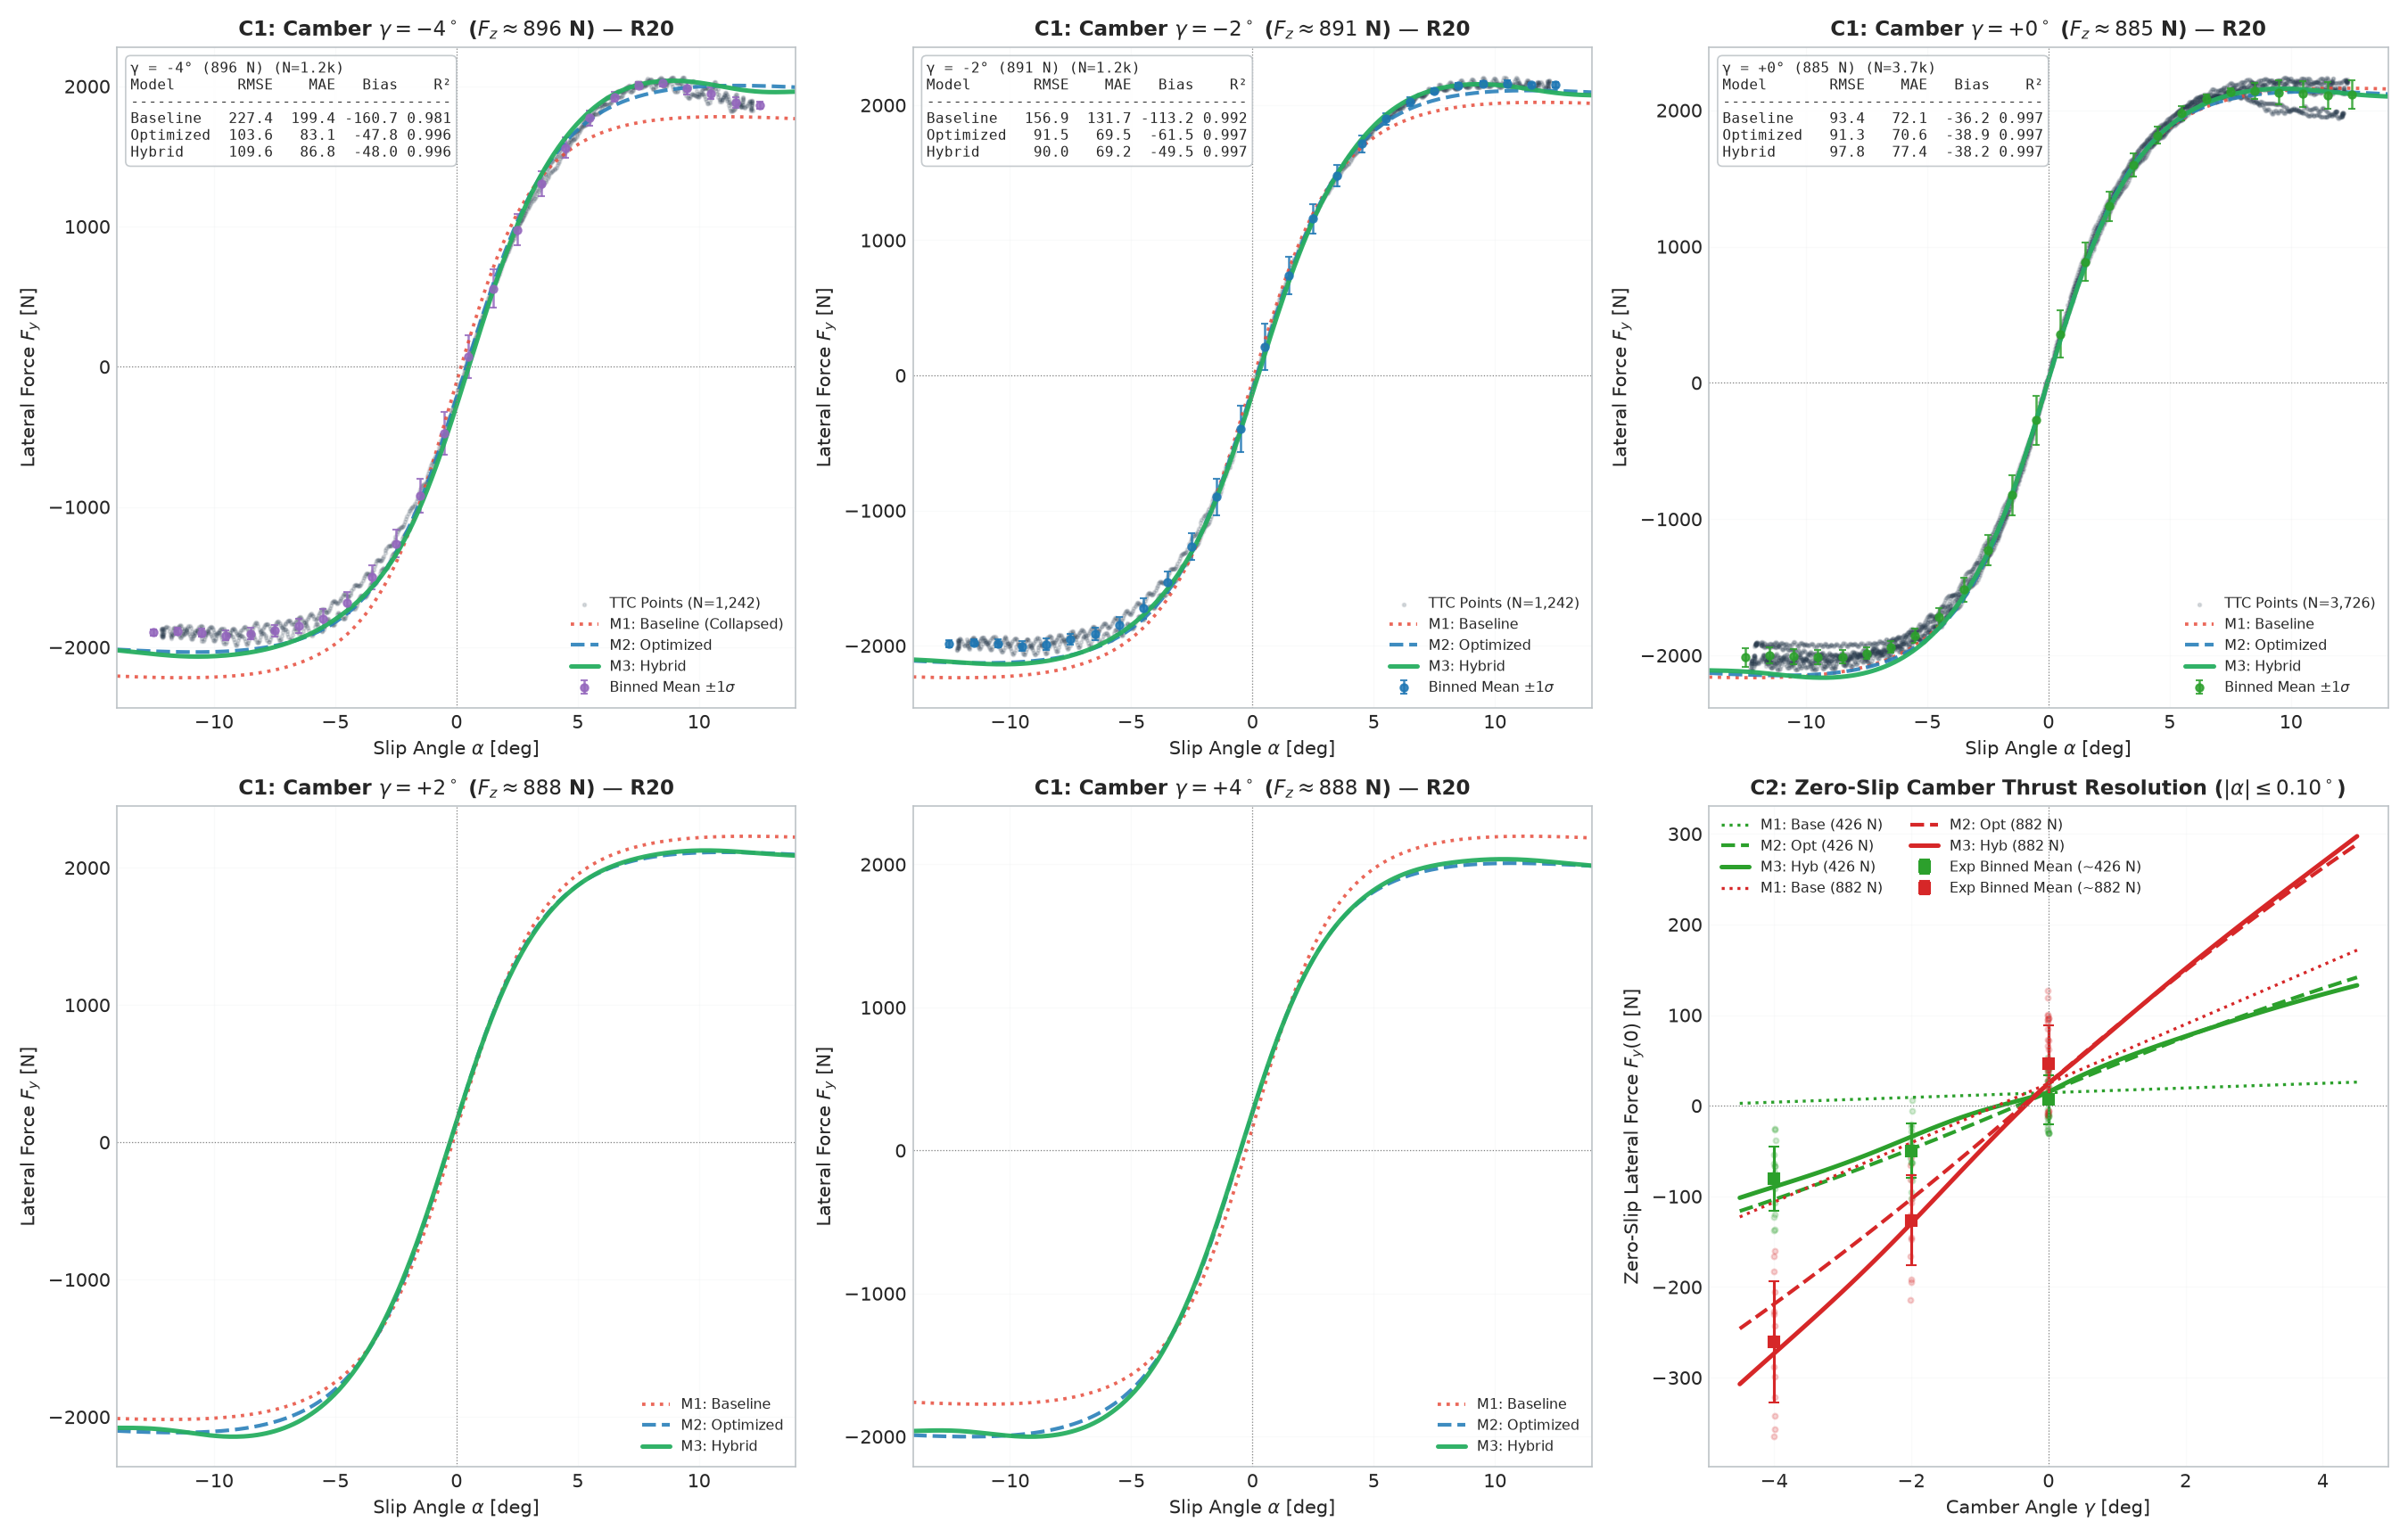 C1: Camber γ = −4° (Fz ≈ 896 N) — R20
γ = -4° (896 N) (N=1.2k)
Model RMSE MAE Bias R²
------------------------------------
Baseline 227.4 199.4 -160.7 0.981
Optimized 103.6 83.1 -47.8 0.996
Hybrid 109.6 86.8 -48.0 0.996
2000
1000
0
−1000
−2000
Lateral Force Fy [N]
TTC Points (N=1,242)
M1: Baseline (Collapsed)
M2: Optimized
M3: Hybrid
Binned Mean ±1σ
−10 −5 0 5 10
Slip Angle α [deg]
C1: Camber γ = −2° (Fz ≈ 891 N) — R20
γ = -2° (891 N) (N=1.2k)
Model RMSE MAE Bias R²
------------------------------------
Baseline 156.9 131.7 -113.2 0.992
Optimized 91.5 69.5 -61.5 0.997
Hybrid 90.0 69.2 -49.5 0.997
2000
1000
0
−1000
−2000
Lateral Force Fy [N]
TTC Points (N=1,242)
M1: Baseline
M2: Optimized
M3: Hybrid
Binned Mean ±1σ
−10 −5 0 5 10
Slip Angle α [deg]
C1: Camber γ = +0° (Fz ≈ 885 N) — R20
γ = +0° (885 N) (N=3.7k)
Model RMSE MAE Bias R²
------------------------------------
Baseline 93.4 72.1 -36.2 0.997
Optimized 91.3 70.6 -38.9 0.997
Hybrid 97.8 77.4 -38.2 0.997
2000
1000
0
−1000
−2000
Lateral Force Fy [N]
TTC Points (N=3,726)
M1: Baseline
M2: Optimized
M3: Hybrid
Binned Mean ±1σ
−10 −5 0 5 10
Slip Angle α [deg]
C1: Camber γ = +2° (Fz ≈ 888 N) — R20
2000
1000
0
−1000
−2000
Lateral Force Fy [N]
M1: Baseline
M2: Optimized
M3: Hybrid
−10 −5 0 5 10
Slip Angle α [deg]
C1: Camber γ = +4° (Fz ≈ 888 N) — R20
2000
1000
0
−1000
−2000
Lateral Force Fy [N]
M1: Baseline
M2: Optimized
M3: Hybrid
−10 −5 0 5 10
Slip Angle α [deg]
C2: Zero-Slip Camber Thrust Resolution (|α| ≤ 0.10°)
M1: Base (426 N) M2: Opt (882 N)
M2: Opt (426 N) M3: Hyb (882 N)
M3: Hyb (426 N) Exp Binned Mean (~426 N)
M1: Base (882 N) Exp Binned Mean (~882 N)
300
200
100
0
−100
−200
−300
Zero-Slip Lateral Force Fy(0) [N]
−4 −2 0 2 4
Camber Angle γ [deg]